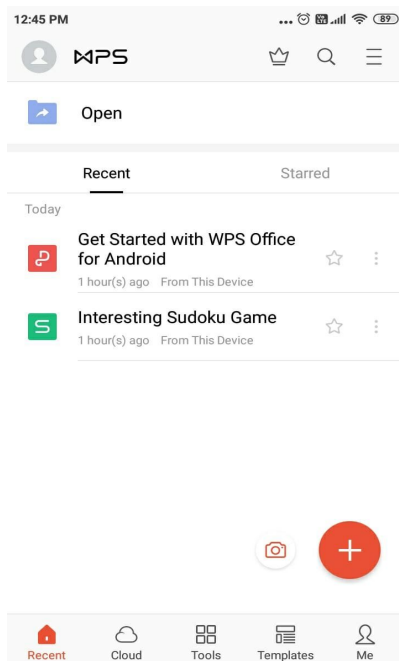 12:45 PM ... 89
WPS
Open
Recent Starred
Today
Get Started with WPS Office
for Android
1 hour(s) ago From This Device
Interesting Sudoku Game
1 hour(s) ago From This Device
Recent Cloud Tools Templates Me